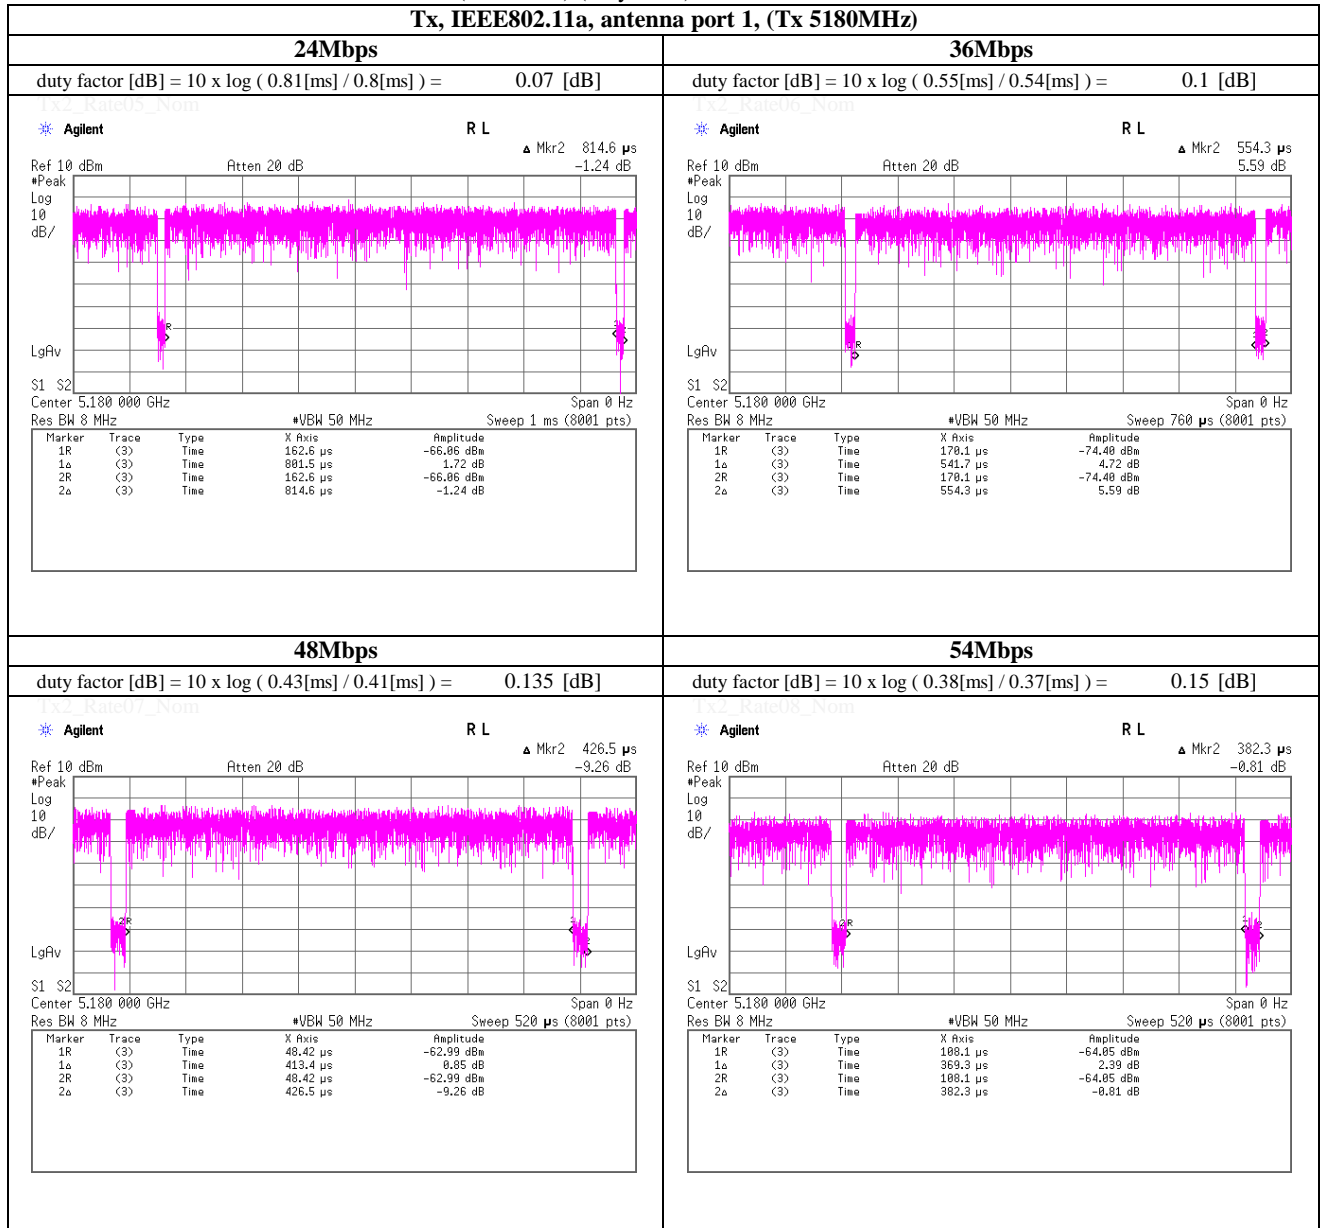 Tx, IEEE802.11a, antenna port 1, (Tx 5180MHz)
24Mbps
36Mbps
duty factor [dB] = 10 x log ( 0.81[ms] / 0.8[ms] ) = 0.07 [dB]
duty factor [dB] = 10 x log ( 0.55[ms] / 0.54[ms] ) = 0.1 [dB]
Tx2_Rate05_Nom
Agilent
R L
Δ Mkr2 814.6 µs
Ref 10 dBm Atten 20 dB -1.24 dB
#Peak
Log
10
dB/
R
LgAv
S1 S2
Center 5.180 000 GHz Span 0 Hz
Res BW 8 MHz #VBW 50 MHz Sweep 1 ms (8001 pts)
Marker Trace Type X Axis Amplitude
1R (3) Time 162.6 µs -66.06 dBm
1Δ (3) Time 801.5 µs 1.72 dB
2R (3) Time 162.6 µs -66.06 dBm
2Δ (3) Time 814.6 µs -1.24 dB
Tx2_Rate06_Nom
Agilent
R L
Δ Mkr2 554.3 µs
Ref 10 dBm Atten 20 dB 5.59 dB
#Peak
Log
10
dB/
R
LgAv
S1 S2
Center 5.180 000 GHz Span 0 Hz
Res BW 8 MHz #VBW 50 MHz Sweep 760 µs (8001 pts)
Marker Trace Type X Axis Amplitude
1R (3) Time 170.1 µs -74.40 dBm
1Δ (3) Time 541.7 µs 4.72 dB
2R (3) Time 170.1 µs -74.40 dBm
2Δ (3) Time 554.3 µs 5.59 dB
48Mbps
54Mbps
duty factor [dB] = 10 x log ( 0.43[ms] / 0.41[ms] ) = 0.135 [dB]
duty factor [dB] = 10 x log ( 0.38[ms] / 0.37[ms] ) = 0.15 [dB]
Tx2_Rate07_Nom
Agilent
R L
Δ Mkr2 426.5 µs
Ref 10 dBm Atten 20 dB -9.26 dB
#Peak
Log
10
dB/
2R
LgAv
S1 S2
Center 5.180 000 GHz Span 0 Hz
Res BW 8 MHz #VBW 50 MHz Sweep 520 µs (8001 pts)
Marker Trace Type X Axis Amplitude
1R (3) Time 48.42 µs -62.99 dBm
1Δ (3) Time 413.4 µs 0.85 dB
2R (3) Time 48.42 µs -62.99 dBm
2Δ (3) Time 426.5 µs -9.26 dB
Tx2_Rate08_Nom
Agilent
R L
Δ Mkr2 382.3 µs
Ref 10 dBm Atten 20 dB -0.81 dB
#Peak
Log
10
dB/
2R
LgAv
S1 S2
Center 5.180 000 GHz Span 0 Hz
Res BW 8 MHz #VBW 50 MHz Sweep 520 µs (8001 pts)
Marker Trace Type X Axis Amplitude
1R (3) Time 108.1 µs -64.05 dBm
1Δ (3) Time 369.3 µs 2.39 dB
2R (3) Time 108.1 µs -64.05 dBm
2Δ (3) Time 382.3 µs -0.81 dB